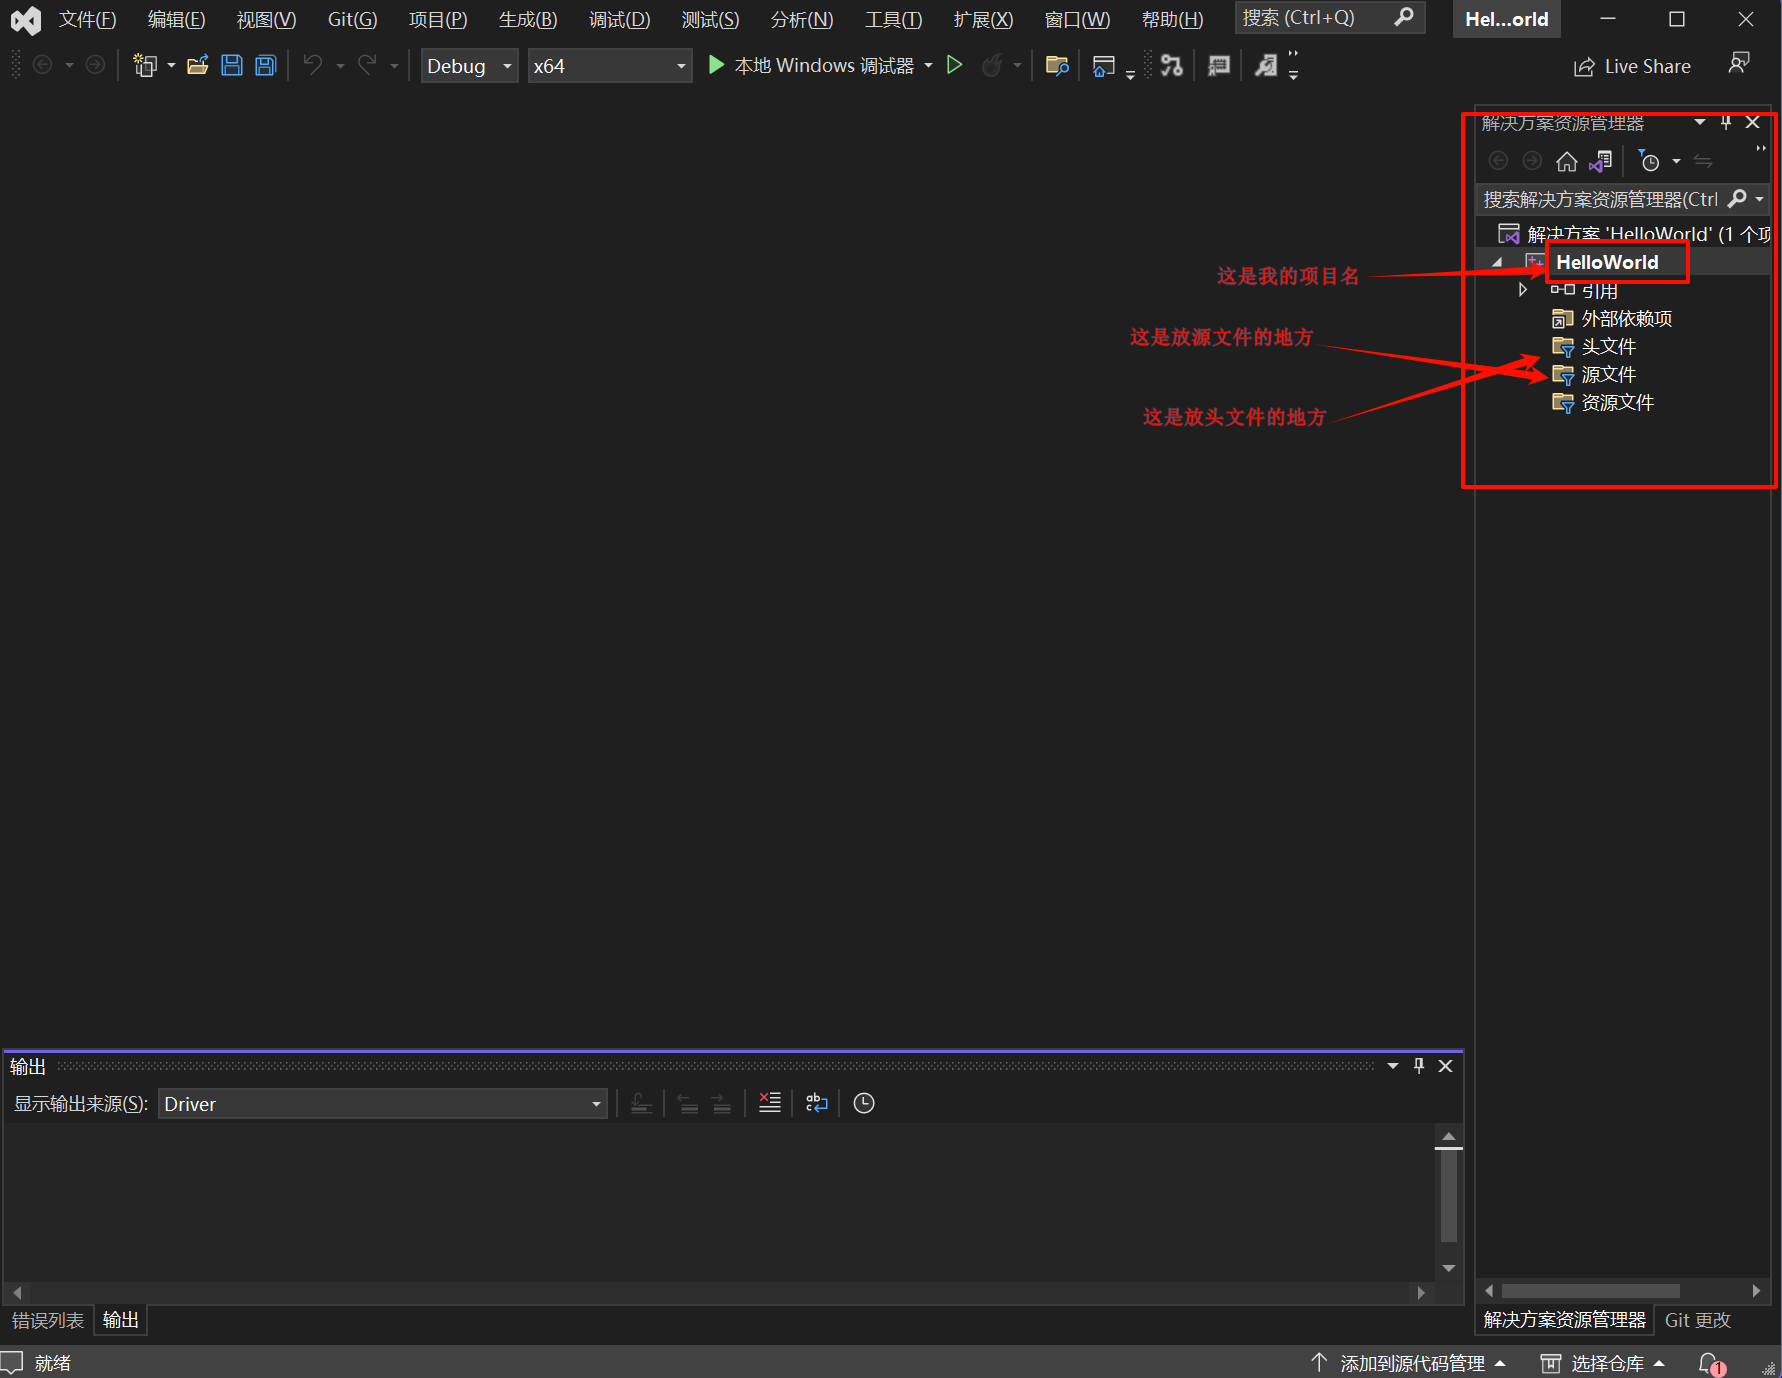 文件(F) 编辑(E) 视图(V) Git(G) 项目(P) 生成(B) 调试(D) 测试(S) 分析(N) 工具(T) 扩展(X) 窗口(W) 帮助(H) 搜索 (Ctrl+Q) Hel...orld
Debug x64 本地 Windows 调试器 Live Share
解决方案资源管理器
搜索解决方案资源管理器(Ctrl
解决方案 'HelloWorld' (1 个项
HelloWorld
这是我的项目名
引用
外部依赖项
这是放源文件的地方
头文件
源文件
资源文件
这是放头文件的地方
输出
显示输出来源(S): Driver
错误列表 输出
解决方案资源管理器 Git 更改
就绪 添加到源代码管理 选择仓库 1